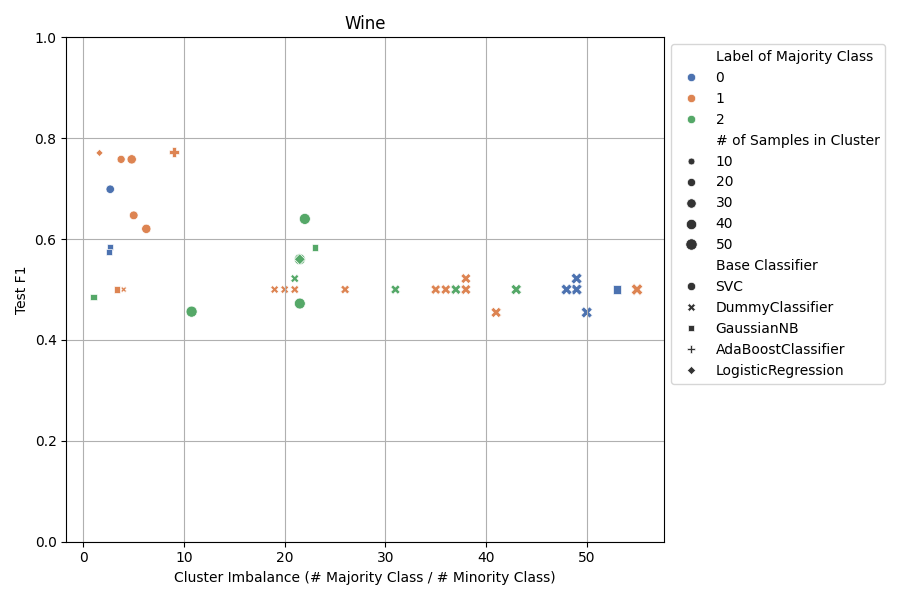 Wine
1.0
0.8
0.6
0.4
0.2
0.0
Test F1
0
10
20
30
40
50
Cluster Imbalance (# Majority Class / # Minority Class)
Label of Majority Class
0
1
2
# of Samples in Cluster
10
20
30
40
50
Base Classifier
SVC
DummyClassifier
GaussianNB
AdaBoostClassifier
LogisticRegression